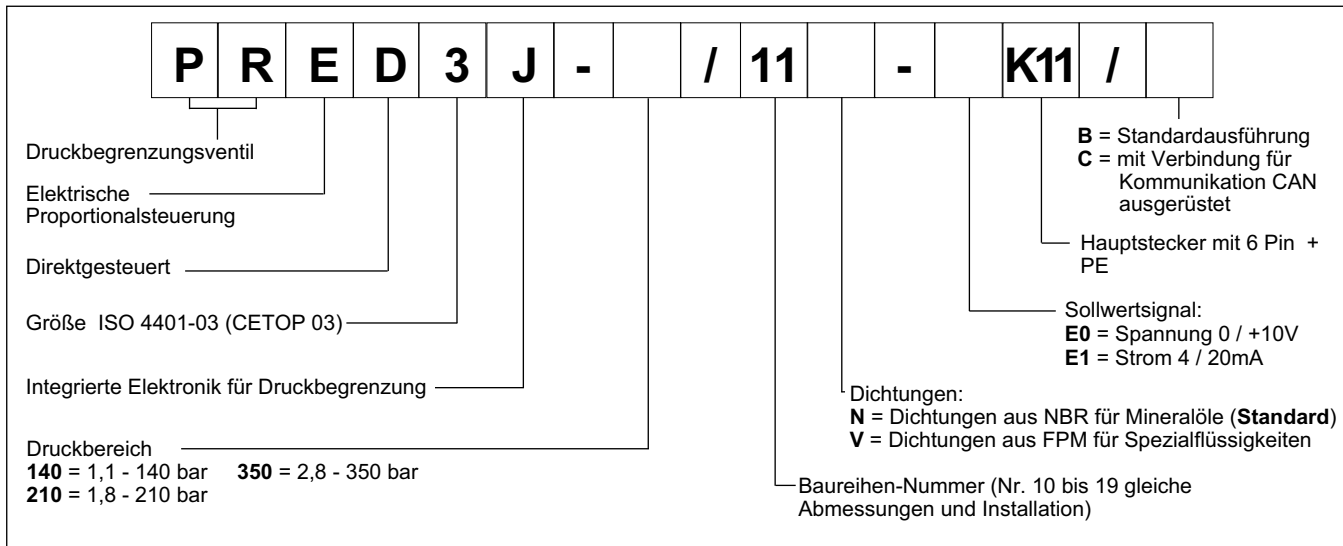 P R E D 3 J - / 11 - K11 /
Druckbegrenzungsventil
Elektrische
Proportionalsteuerung
Direktgesteuert
Größe ISO 4401-03 (CETOP 03)
Integrierte Elektronik für Druckbegrenzung
Druckbereich
140 = 1,1 - 140 bar 350 = 2,8 - 350 bar
210 = 1,8 - 210 bar
B = Standardausführung
C = mit Verbindung für
Kommunikation CAN
ausgerüstet
Hauptstecker mit 6 Pin +
PE
Sollwertsignal:
E0 = Spannung 0 / +10V
E1 = Strom 4 / 20mA
Dichtungen:
N = Dichtungen aus NBR für Mineralöle (Standard)
V = Dichtungen aus FPM für Spezialflüssigkeiten
Baureihen-Nummer (Nr. 10 bis 19 gleiche
Abmessungen und Installation)